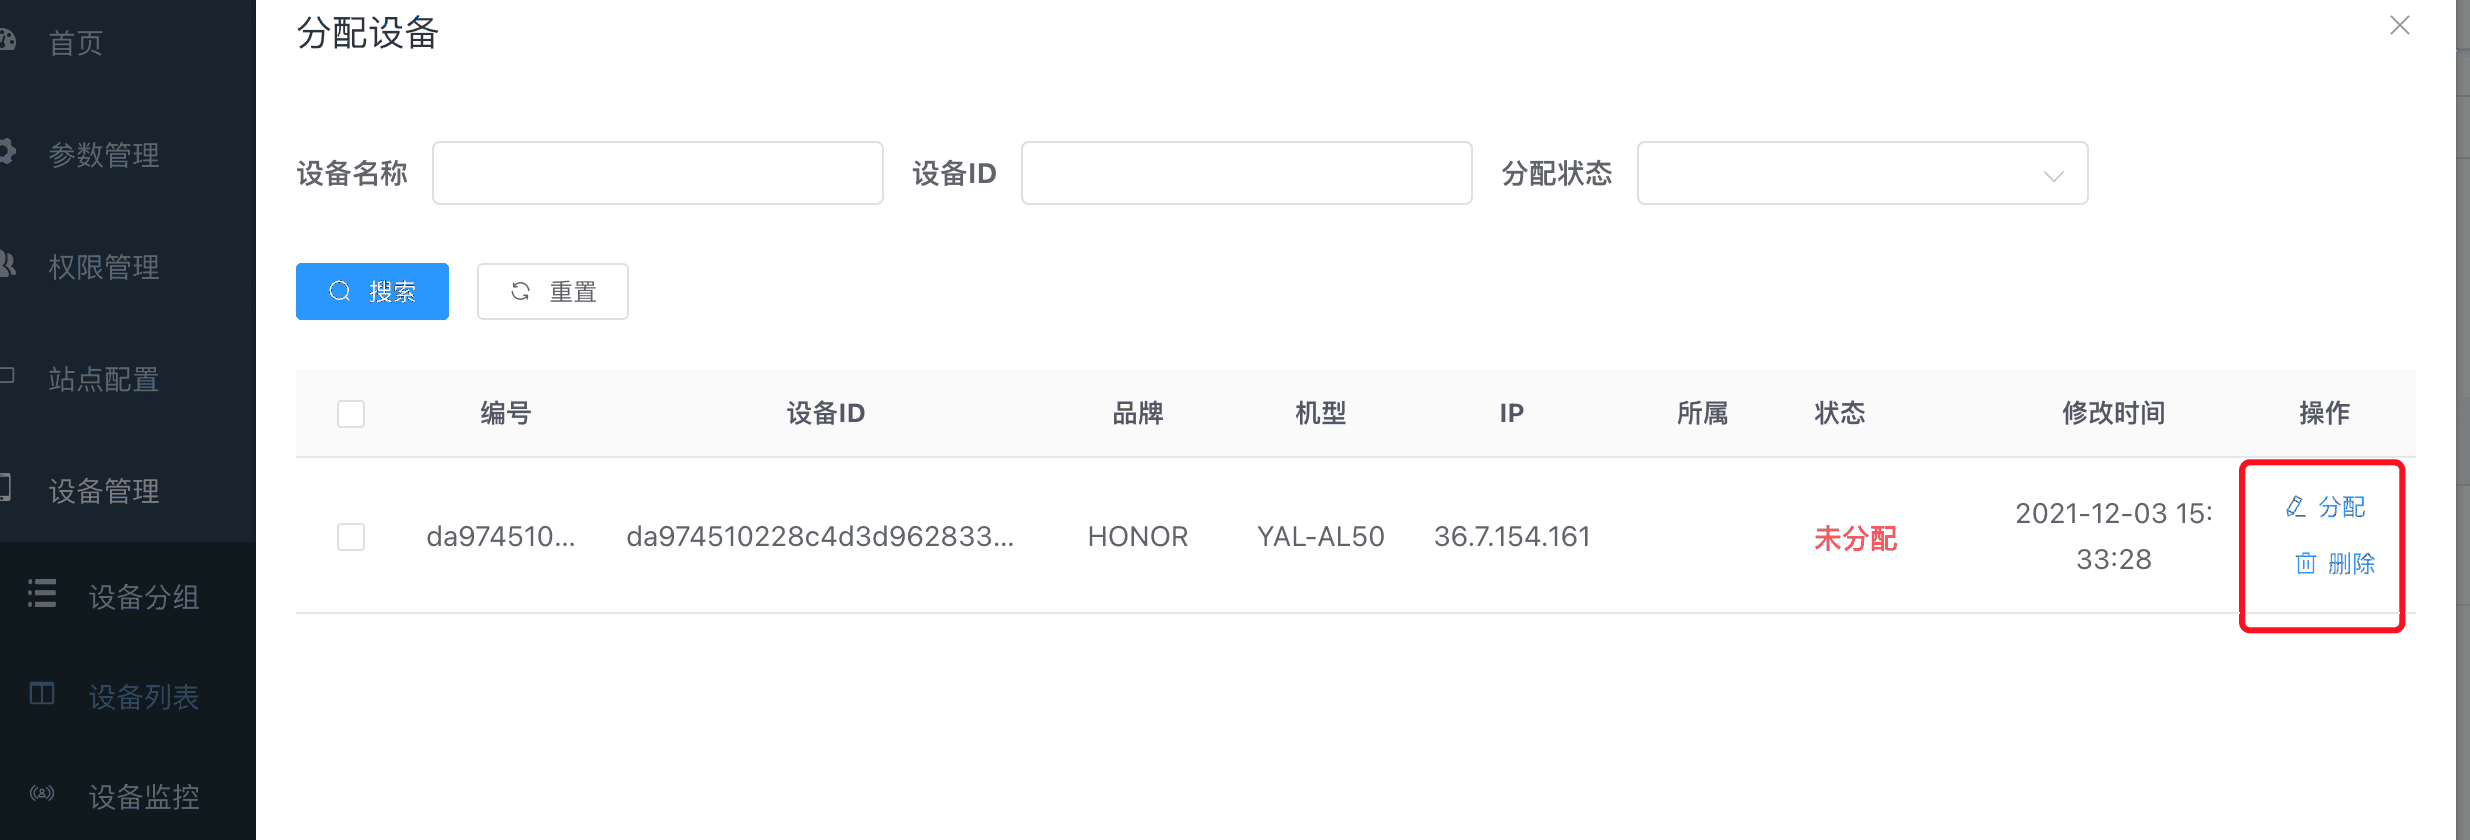 首页
参数管理
权限管理
站点配置
设备管理
设备分组
设备列表
设备监控
分配设备
设备名称
设备ID
分配状态
搜索
重置
编号 设备ID 品牌 机型 IP 所属 状态 修改时间 操作
da974510... da974510228c4d3d962833... HONOR YAL-AL50 36.7.154.161 未分配 2021-12-03 15:
33:28
分配
删除